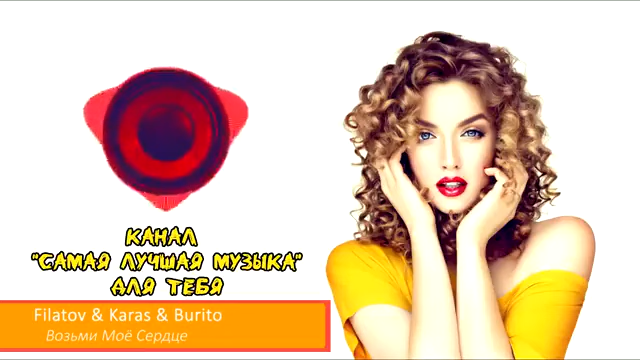 КАНАЛ
"САМАЯ ЛУЧШАЯ МУЗЫКА"
ДЛЯ ТЕБЯ
Filatov & Karas & Burito
Возьми Моё Сердце